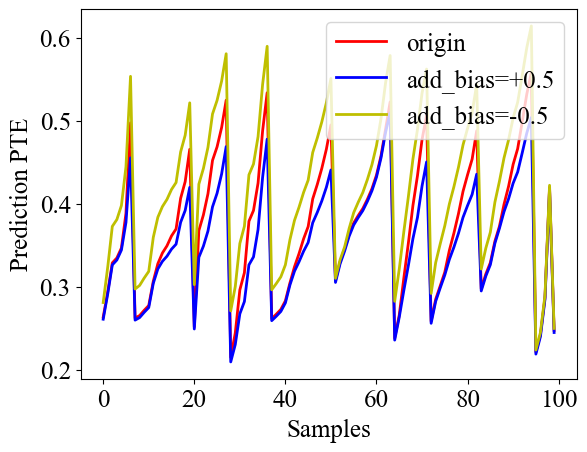 origin
add_bias=+0.5
add_bias=-0.5
Prediction PTE
0.6
0.5
0.4
0.3
0.2
0 20 40 60 80 100
Samples